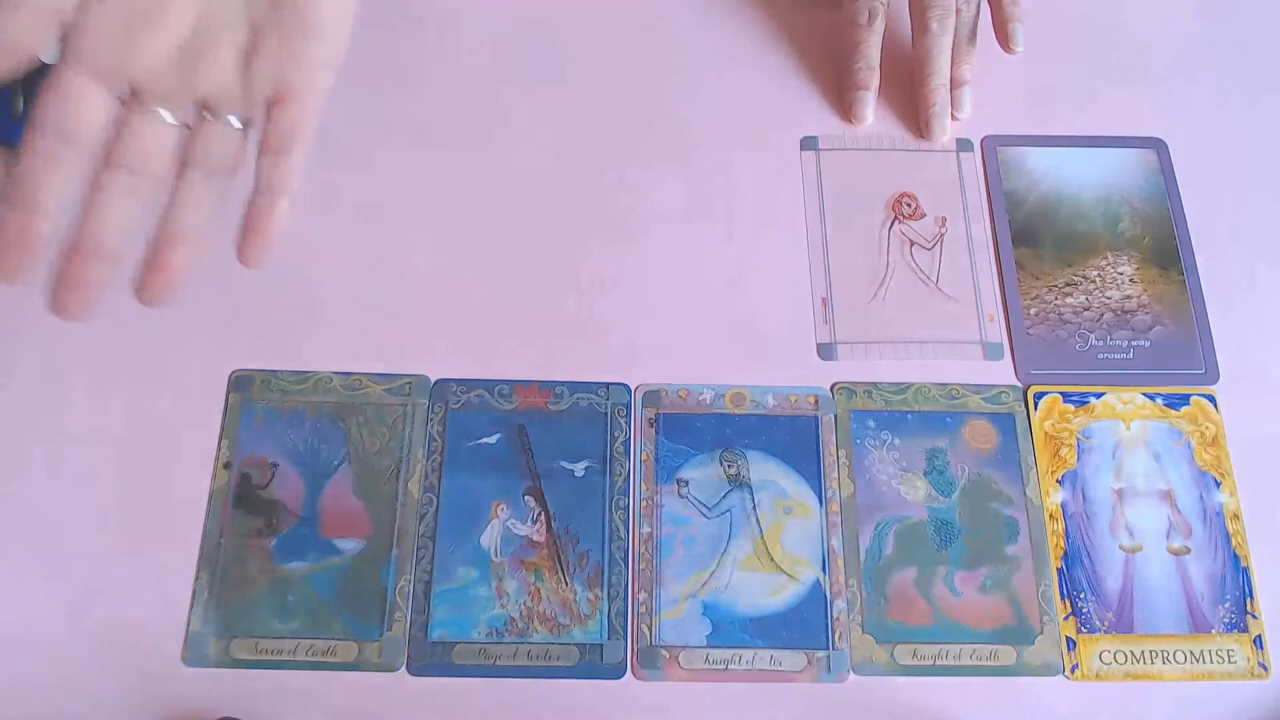 The long way
around
Seven of Earth
Page of Water
Knight of Air
Knight of Earth
COMPROMISE